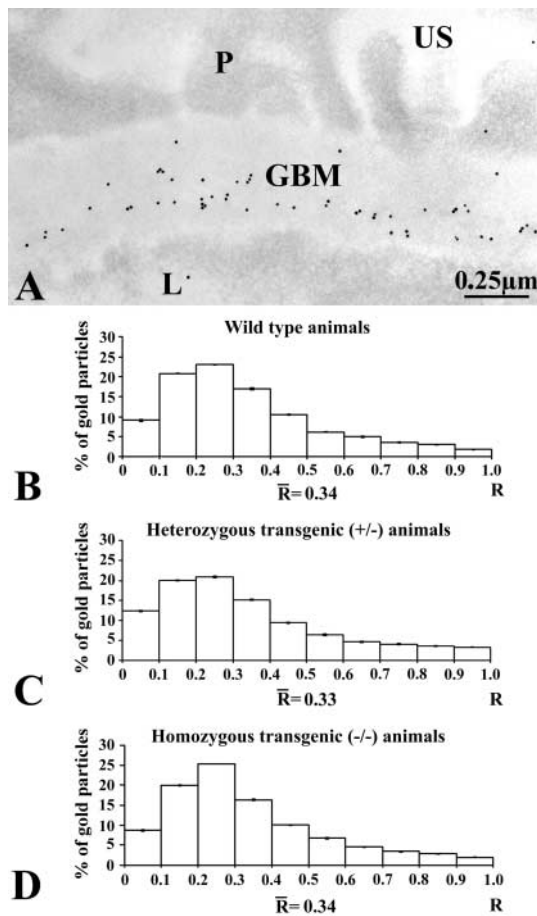 P
US
GBM
A
L
0.25µm
Wild type animals
% of gold particles
30
25
20
15
10
5
0
0 0.1 0.2 0.3 0.4 0.5 0.6 0.7 0.8 0.9 1.0
B
R̅= 0.34
R
Heterozygous transgenic (+/-) animals
% of gold particles
30
25
20
15
10
5
0
0 0.1 0.2 0.3 0.4 0.5 0.6 0.7 0.8 0.9 1.0
C
R̅= 0.33
R
Homozygous transgenic (-/-) animals
% of gold particles
30
25
20
15
10
5
0
0 0.1 0.2 0.3 0.4 0.5 0.6 0.7 0.8 0.9 1.0
D
R̅= 0.34
R